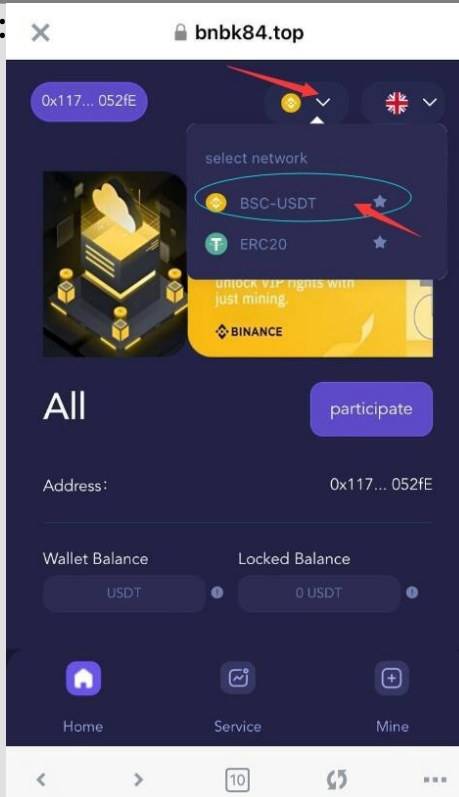 :
bnbk84.top
0x117... 052fE
select network
BSC-USDT
ERC20
unlock VIP rights with
just mining.
BINANCE
All
participate
Address:
0x117... 052fE
Wallet Balance
Locked Balance
USDT
0 USDT
Home
Service
Mine
10